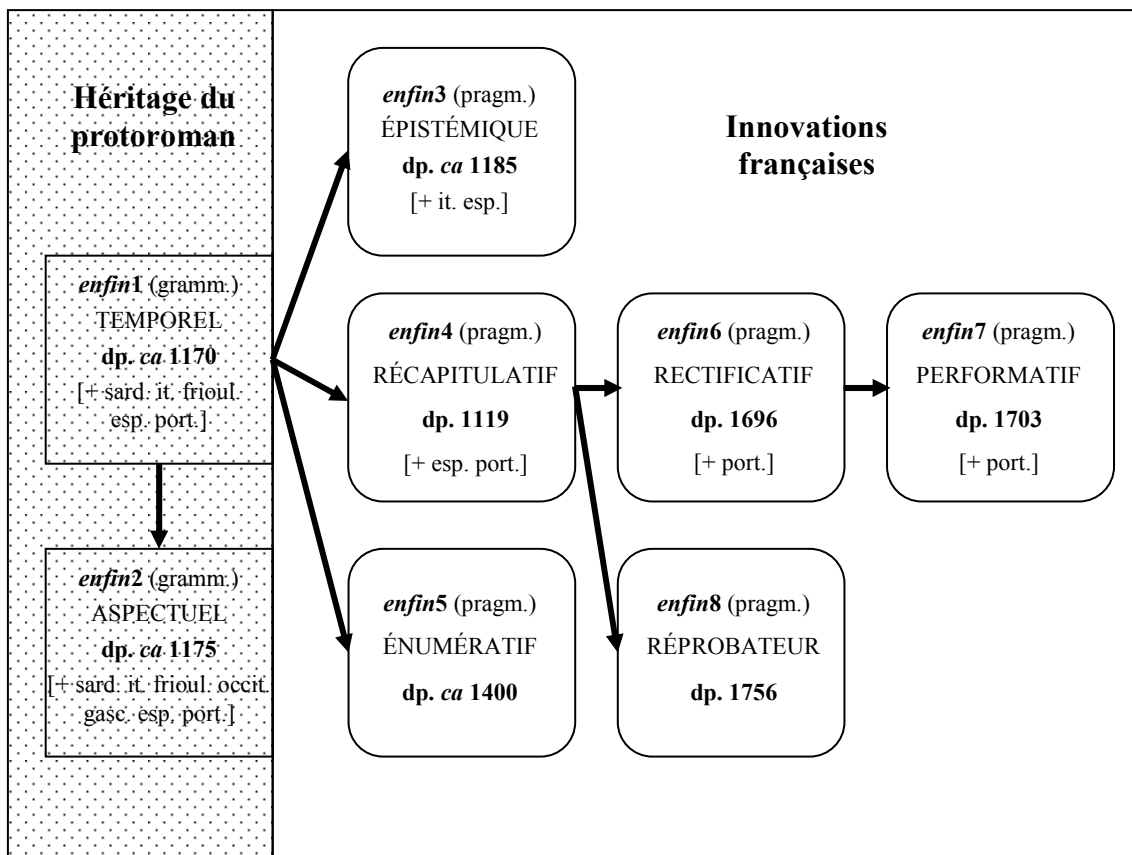 Héritage du
protoroman
enfin1 (gramm.)
TEMPOREL
dp. ca 1170
[+ sard. it. frioul.
esp. port.]
enfin2 (gramm.)
ASPECTUEL
dp. ca 1175
[+ sard. it. frioul. occit.
gasc. esp. port.]
Innovations
françaises
enfin3 (pragm.)
ÉPISTÉMIQUE
dp. ca 1185
[+ it. esp.]
enfin4 (pragm.)
RÉCAPITULATIF
dp. 1119
[+ esp. port.]
enfin6 (pragm.)
RECTIFICATIF
dp. 1696
[+ port.]
enfin7 (pragm.)
PERFORMATIF
dp. 1703
[+ port.]
enfin5 (pragm.)
ÉNUMÉRATIF
dp. ca 1400
enfin8 (pragm.)
RÉPROBATEUR
dp. 1756